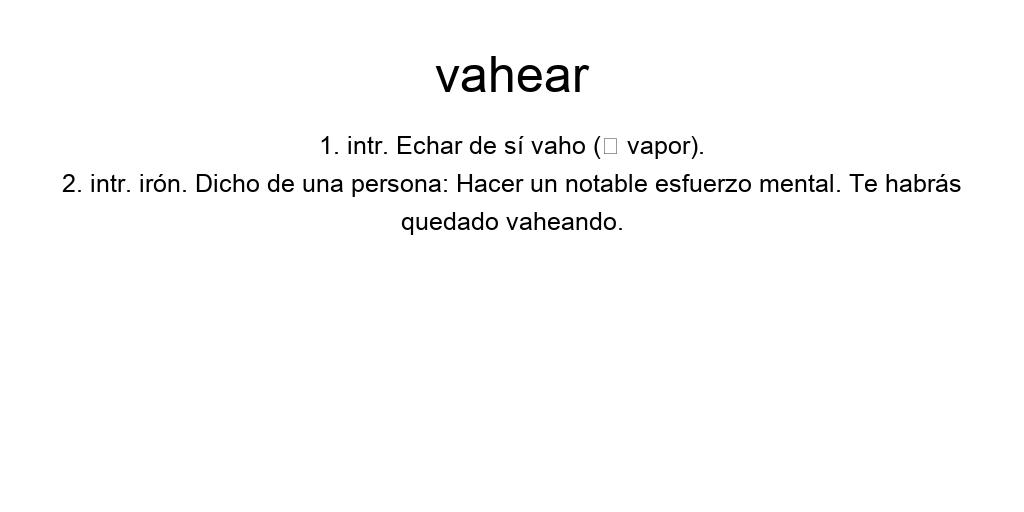 vahear
1. intr. Echar de sí vaho (□ vapor).
2. intr. irón. Dicho de una persona: Hacer un notable esfuerzo mental. Te habrás
quedado vaheando.